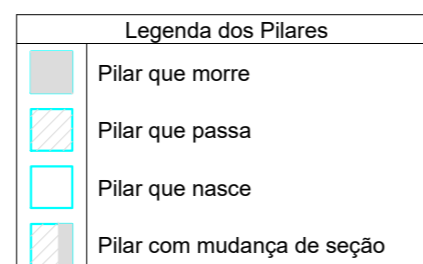 Legenda dos Pilares
Pilar que morre
Pilar que passa
Pilar que nasce
Pilar com mudança de seção